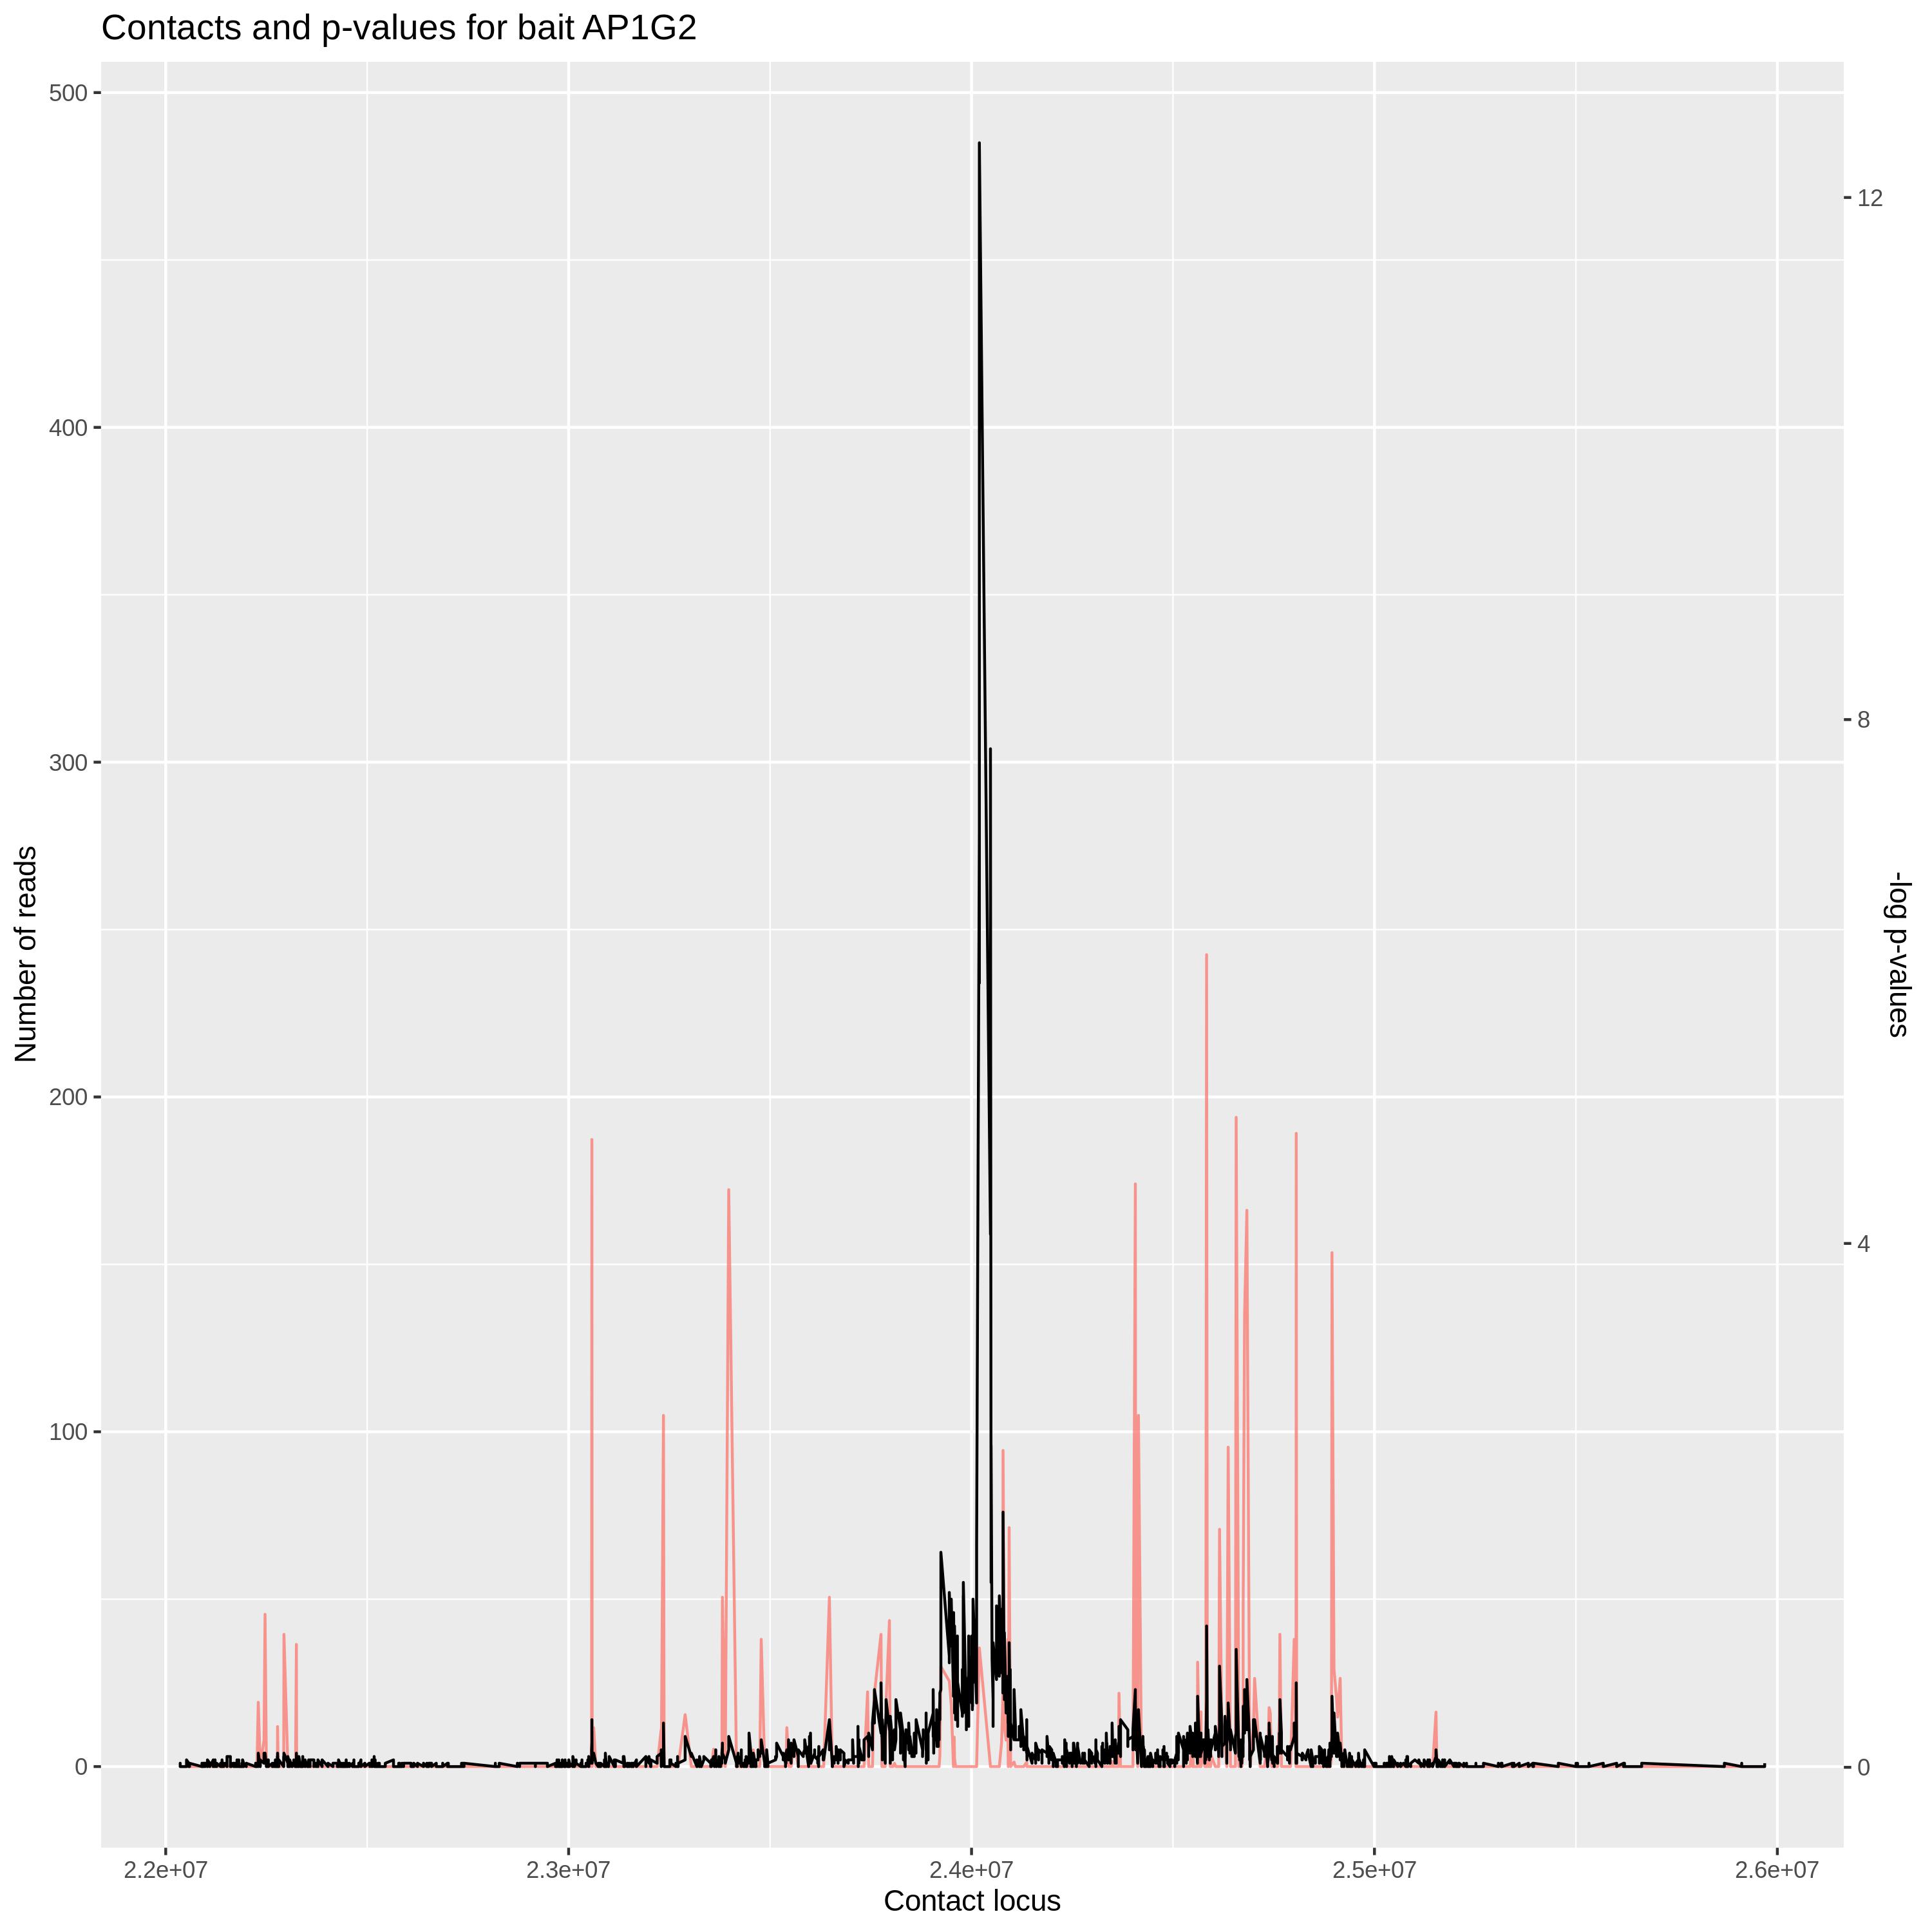 Contacts and p-values for bait AP1G2
500
400
300
200
100
0
Number of reads
12
8
4
0
-log p-values
2.2e+07
2.3e+07
2.4e+07
2.5e+07
2.6e+07
Contact locus